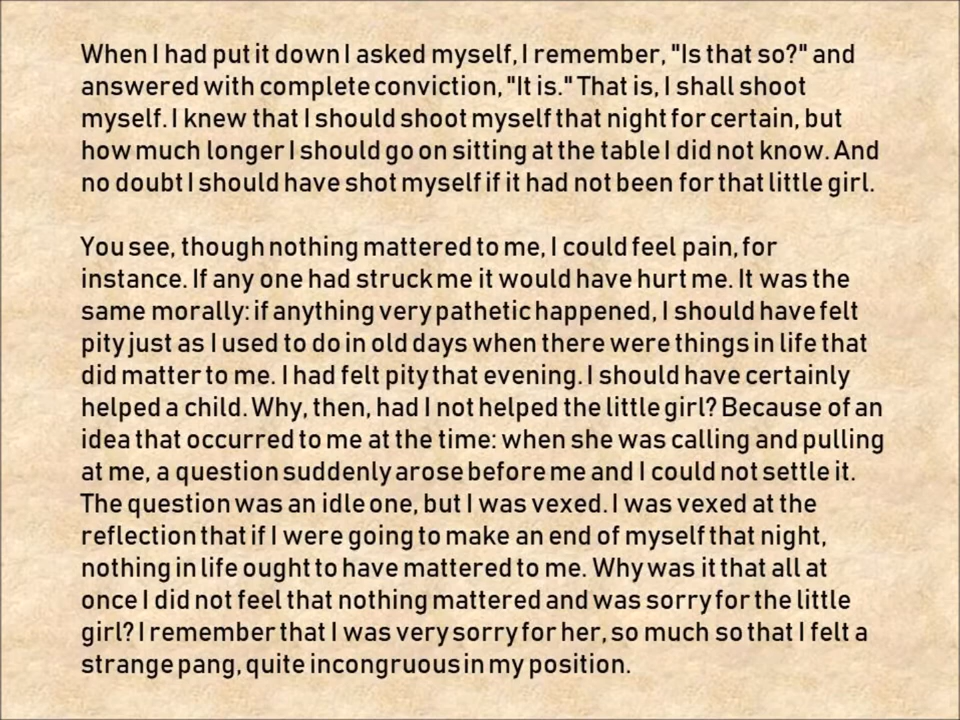 When I had put it down I asked myself, I remember, "Is that so?" and
answered with complete conviction, "It is." That is, I shall shoot
myself. I knew that I should shoot myself that night for certain, but
how much longer I should go on sitting at the table I did not know. And
no doubt I should have shot myself if it had not been for that little girl.
You see, though nothing mattered to me, I could feel pain, for
instance. If any one had struck me it would have hurt me. It was the
same morally: if anything very pathetic happened, I should have felt
pity just as I used to do in old days when there were things in life that
did matter to me. I had felt pity that evening. I should have certainly
helped a child. Why, then, had I not helped the little girl? Because of an
idea that occurred to me at the time: when she was calling and pulling
at me, a question suddenly arose before me and I could not settle it.
The question was an idle one, but I was vexed. I was vexed at the
reflection that if I were going to make an end of myself that night,
nothing in life ought to have mattered to me. Why was it that all at
once I did not feel that nothing mattered and was sorry for the little
girl? I remember that I was very sorry for her, so much so that I felt a
strange pang, quite incongruous in my position.